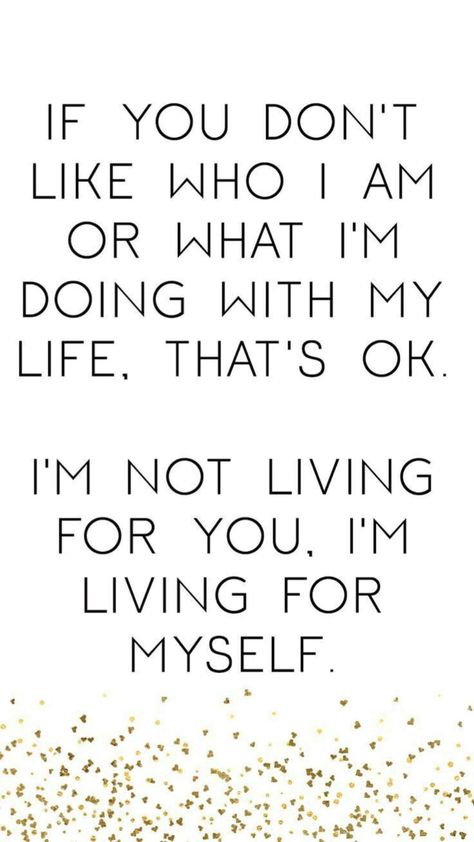 IF YOU DON'T
LIKE WHO I AM
OR WHAT I'M
DOING WITH MY
LIFE, THAT'S OK.
I'M NOT LIVING
FOR YOU, I'M
LIVING FOR
MYSELF.